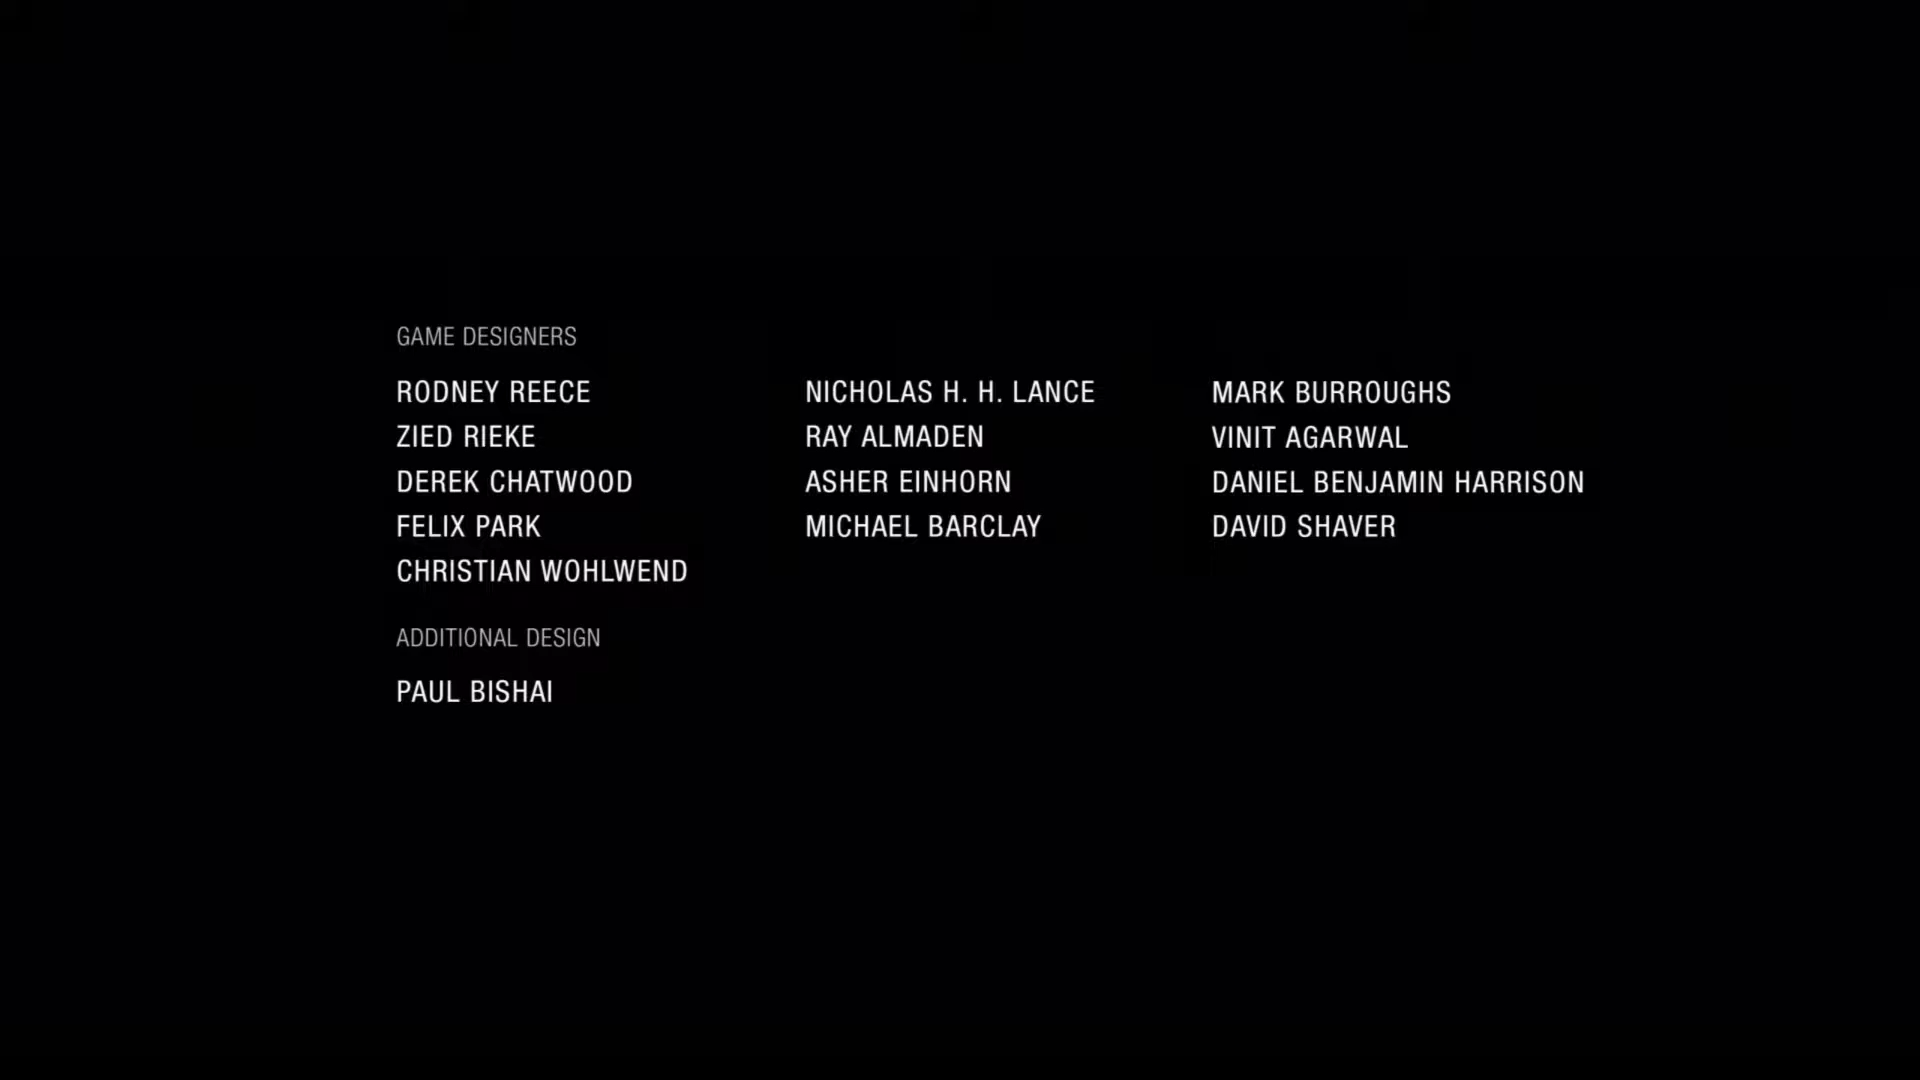 GAME DESIGNERS
RODNEY REECE
ZIED RIEKE
DEREK CHATWOOD
FELIX PARK
CHRISTIAN WOHLWEND
NICHOLAS H. H. LANCE
RAY ALMADEN
ASHER EINHORN
MICHAEL BARCLAY
MARK BURROUGHS
VINIT AGARWAL
DANIEL BENJAMIN HARRISON
DAVID SHAVER
ADDITIONAL DESIGN
PAUL BISHAI